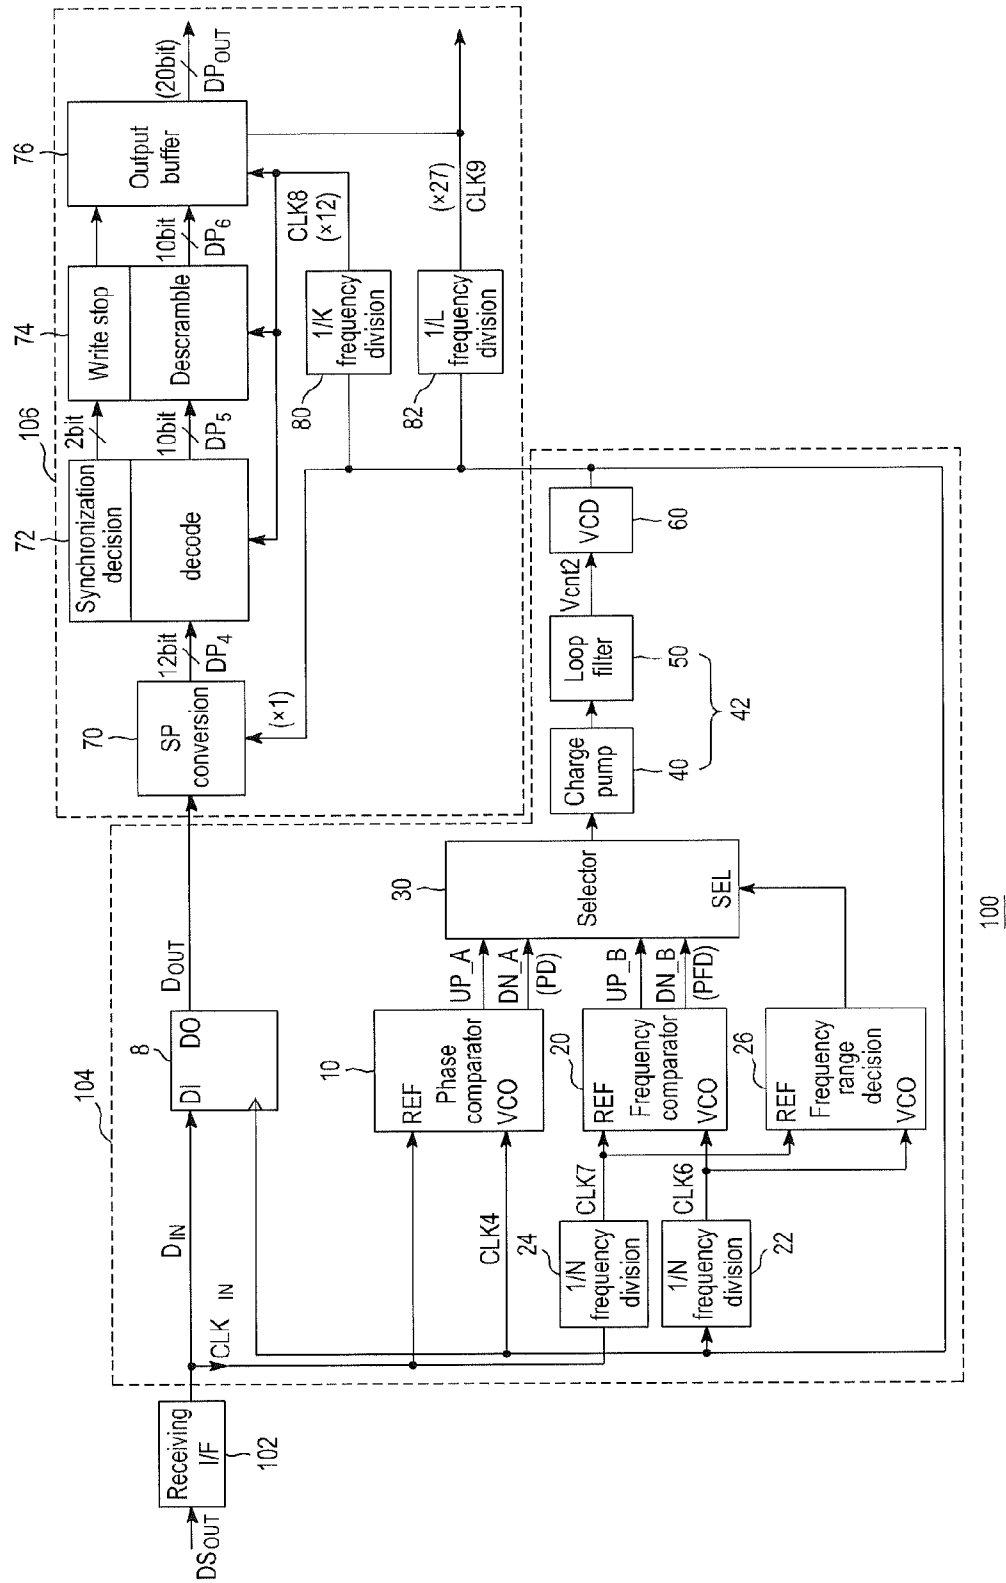 DSOUT
Receiving
I/F
102
104
DIN
CLK IN
8
DI
DO
DOUT
CLK4
REF
Phase
comparator
VCO
10
UP_A
DN_A
(PD)
24
1/N
frequency
division
CLK7
1/N
frequency
division
22
CLK6
20
REF
Frequency
comparator
VCO
UP_B
DN_B
(PFD)
26
REF
Frequency
range
decision
VCO
30
Selector
SEL
Charge
pump
40
Loop
filter
50
42
Vcnt2
VCD
60
106
70
SP
conversion
(×1)
12bit
DP4
72
Synchronization
decision
decode
2bit
10bit
DP5
74
Write stop
Descramble
10bit
DP6
76
Output
buffer
(20bit)
DPOUT
80
1/K
frequency
division
CLK8
(×12)
82
1/L
frequency
division
(×27)
CLK9
100